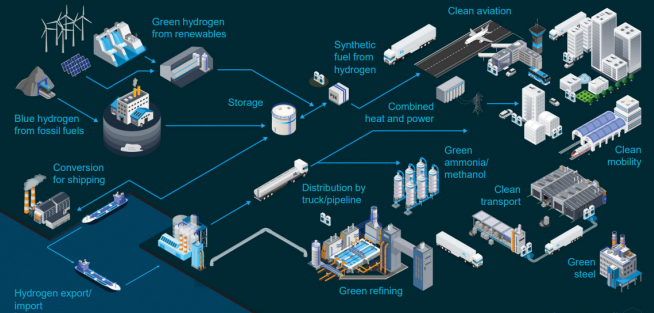 Green hydrogen
from renewables
Clean aviation
Synthetic
fuel from
hydrogen
Blue hydrogen
from fossil fuels
Storage
Combined
heat and power
Clean
mobility
Conversion
for shipping
Green
ammonia/
methanol
Distribution by
truck/pipeline
Clean
transport
Green
steel
Green refining
Hydrogen export/
import